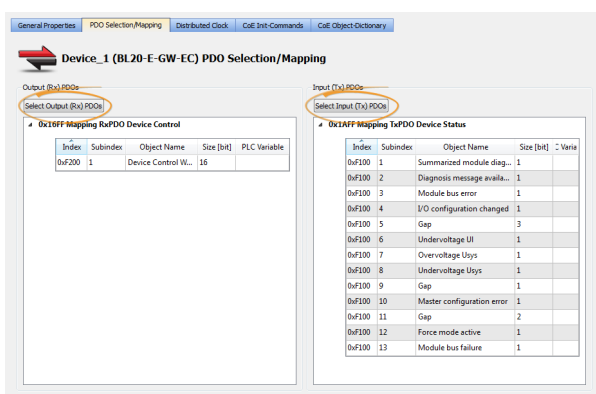 General Properties PDO Selection/Mapping Distributed Clock CoE Init-Commands CoE Object-Dictionary
Device_1 (BL20-E-GW-EC) PDO Selection/Mapping
Output (Rx) PDOs
Select Output (Rx) PDOs
0x16FF Mapping RxPDO Device Control
Index Subindex Object Name Size [bit] PLC Variable
0xF200 1 Device Control W... 16
Input (Tx) PDOs
Select Input (Tx) PDOs
0x1AFF Mapping TxPDO Device Status
Index Subindex Object Name Size [bit] C Varia
0xF100 1 Summarized module diag... 1
0xF100 2 Diagnosis message availa... 1
0xF100 3 Module bus error 1
0xF100 4 I/O configuration changed 1
0xF100 5 Gap 3
0xF100 6 Undervoltage UI 1
0xF100 7 Overvoltage Usys 1
0xF100 8 Undervoltage Usys 1
0xF100 9 Gap 1
0xF100 10 Master configuration error 1
0xF100 11 Gap 2
0xF100 12 Force mode active 1
0xF100 13 Module bus failure 1